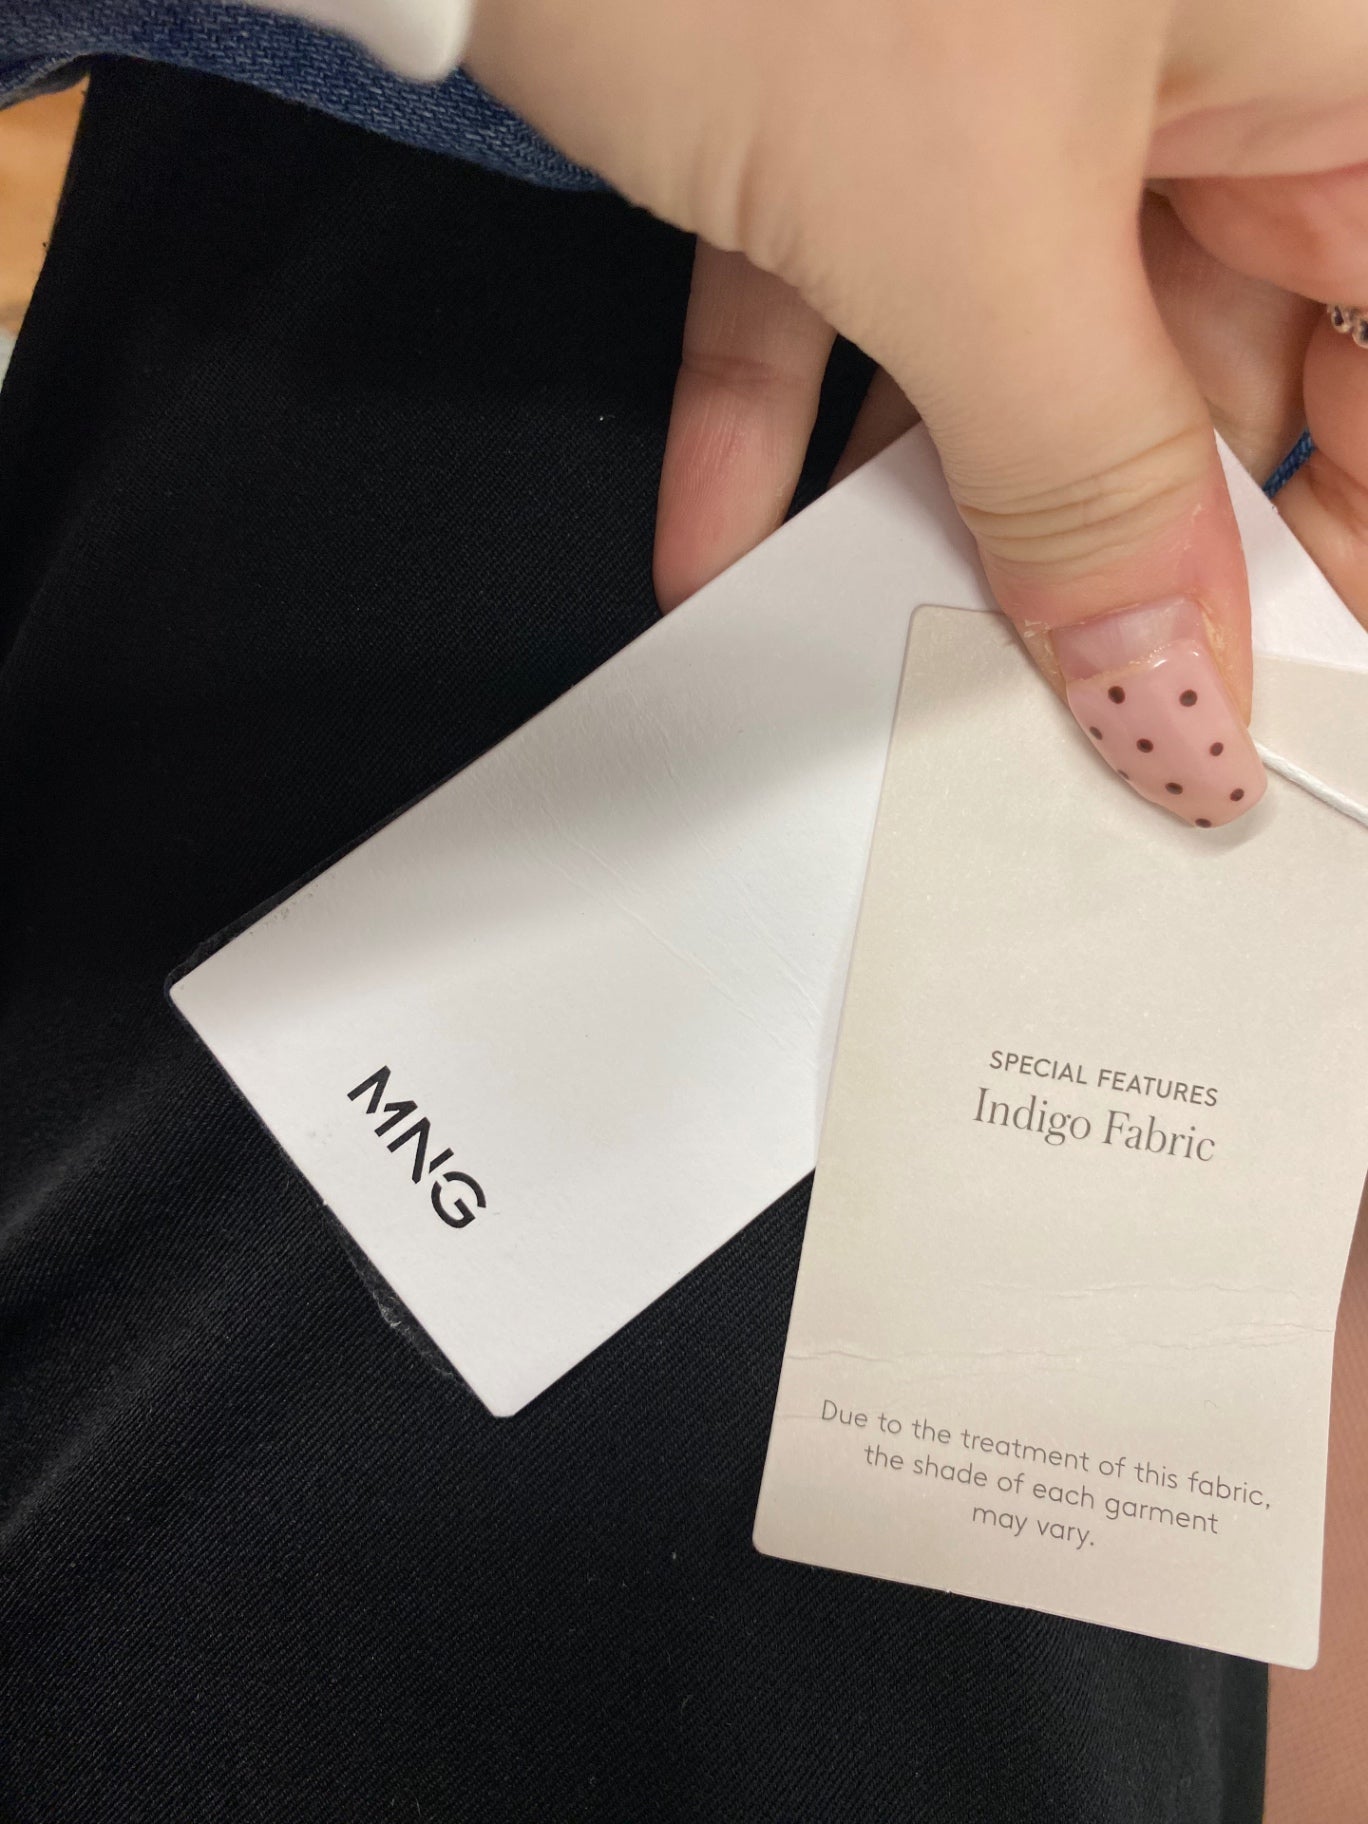 MNG
SPECIAL FEATURES
Indigo Fabric
Due to the treatment of this fabric,
the shade of each garment
may vary.